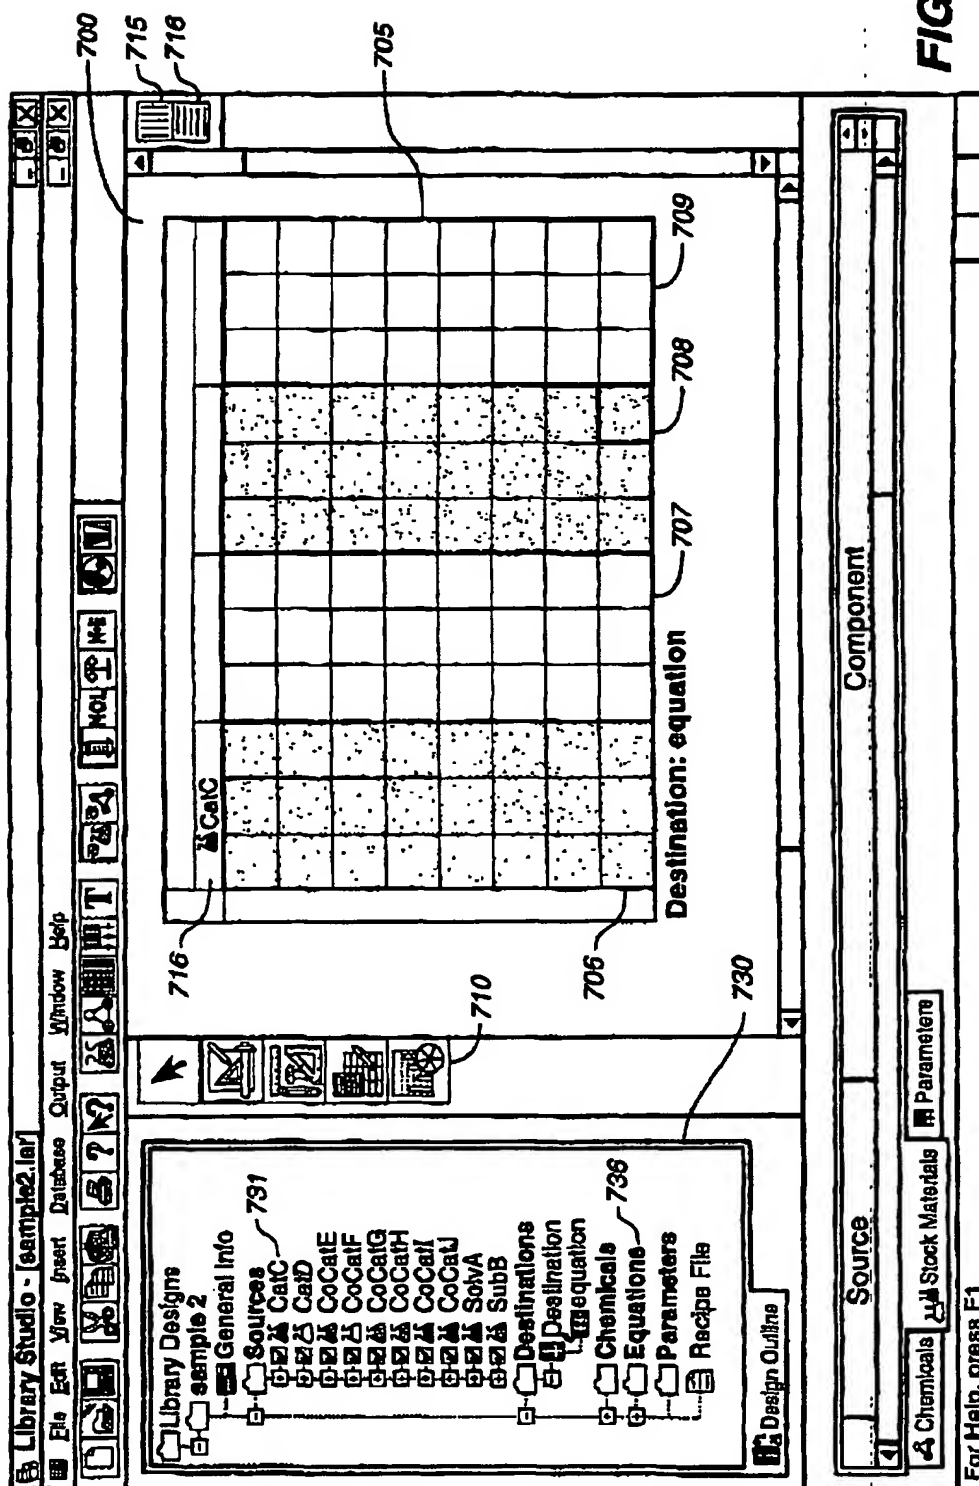 Library Studio - [sample2.lar]
File Edit View Insert Database Output Window Help
T
MOL
700
715
718
705
Library Designs
sample 2
General Info
Sources
CatC
CatD
CoCatE
CoCatF
CoCatG
CoCatH
CoCatI
CoCatJ
SolvA
SubB
Destinations
Destination
equation
Chemicals
Equations
Parameters
Recipe File
Design Outline
731
736
730
710
716
CatC
706
707
708
709
Destination: equation
Source
Component
Chemicals
Stock Materials
Parameters
For Help, press F1
FIG